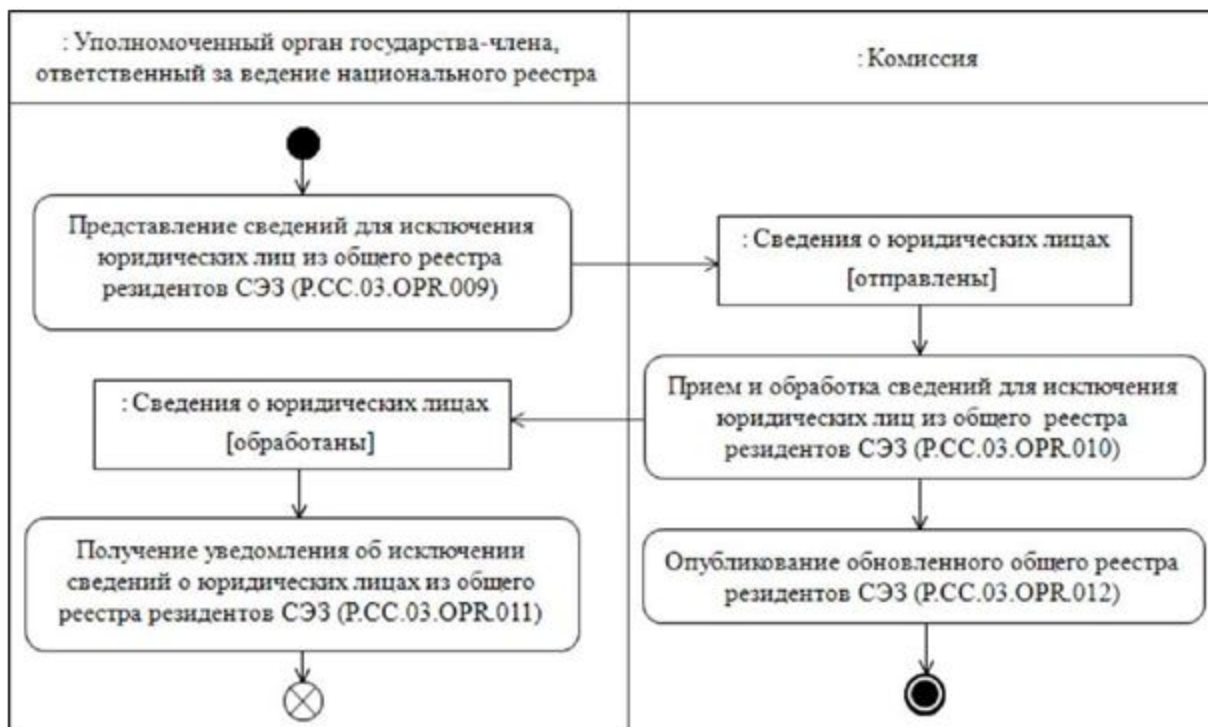 : Уполномоченный орган государства-члена,
ответственный за ведение национального реестра
: Комиссия
Представление сведений для исключения
юридических лиц из общего реестра
резидентов СЭЗ (P.CC.03.OPR.009)
: Сведения о юридических лицах
[отправлены]
Прием и обработка сведений для исключения
юридических лиц из общего реестра
резидентов СЭЗ (P.CC.03.OPR.010)
: Сведения о юридических лицах
[обработаны]
Получение уведомления об исключении
сведений о юридических лицах из общего
реестра резидентов СЭЗ (P.CC.03.OPR.011)
Опубликование обновленного общего реестра
резидентов СЭЗ (P.CC.03.OPR.012)